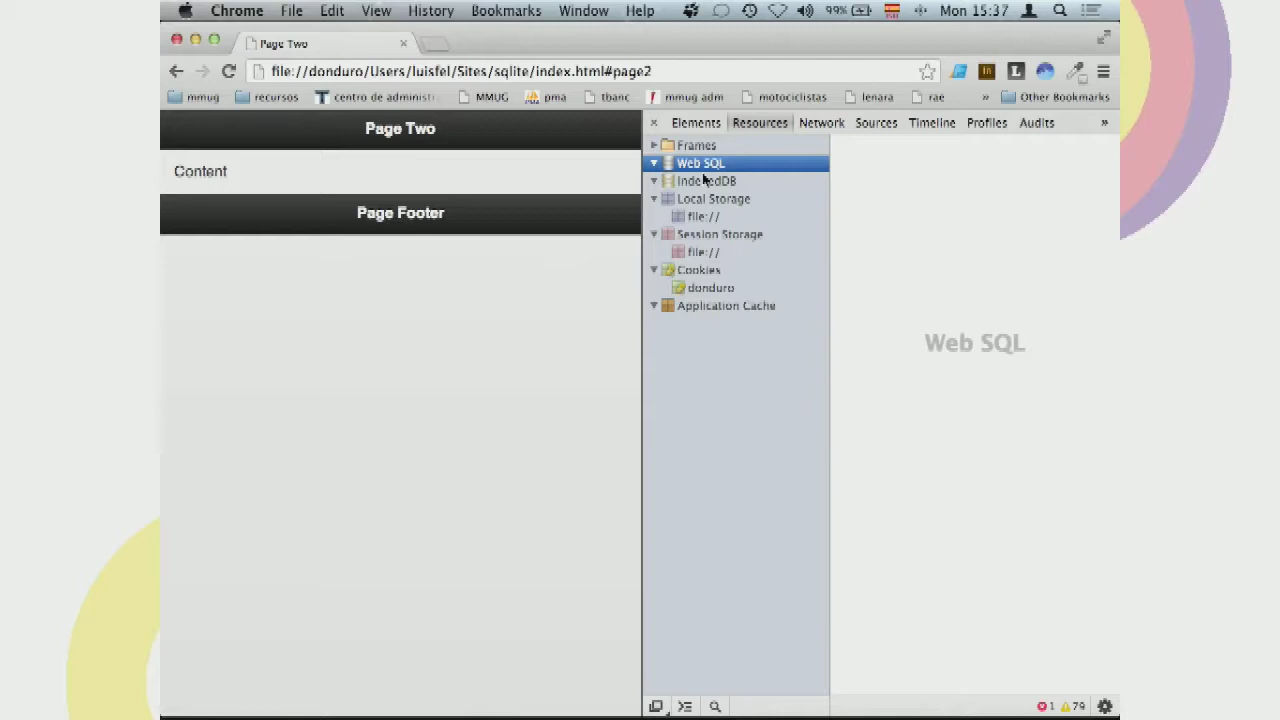 Chrome File Edit View History Bookmarks Window Help 99% Mon 15:37
Page Two
file://donduro/Users/luisfel/Sites/sqlite/index.html#page2
mmug recursos centro de administr MMUG pma tbanc mmug adm motociclistas lenara rae » Other Bookmarks
Page Two
Content
Page Footer
× Elements Resources Network Sources Timeline Profiles Audits »
Frames
Web SQL
IndexedDB
Local Storage
file://
Session Storage
file://
Cookies
donduro
Application Cache
Web SQL
1 79